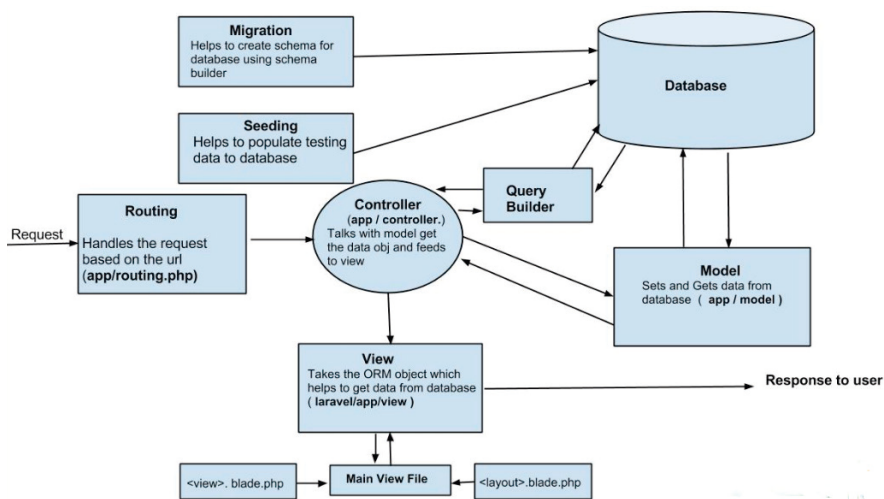 Migration
Helps to create schema for
database using schema
builder
Database
Seeding
Helps to populate testing
data to database
Query
Builder
Controller
(app / controller.)
Talks with model get
the data obj and feeds
to view
Routing
Handles the request
based on the url
(app/routing.php)
Request
Model
Sets and Gets data from
database ( app / model )
View
Takes the ORM object which
helps to get data from database
( laravel/app/view )
Response to user
<view>. blade.php
Main View File
<layout>.blade.php